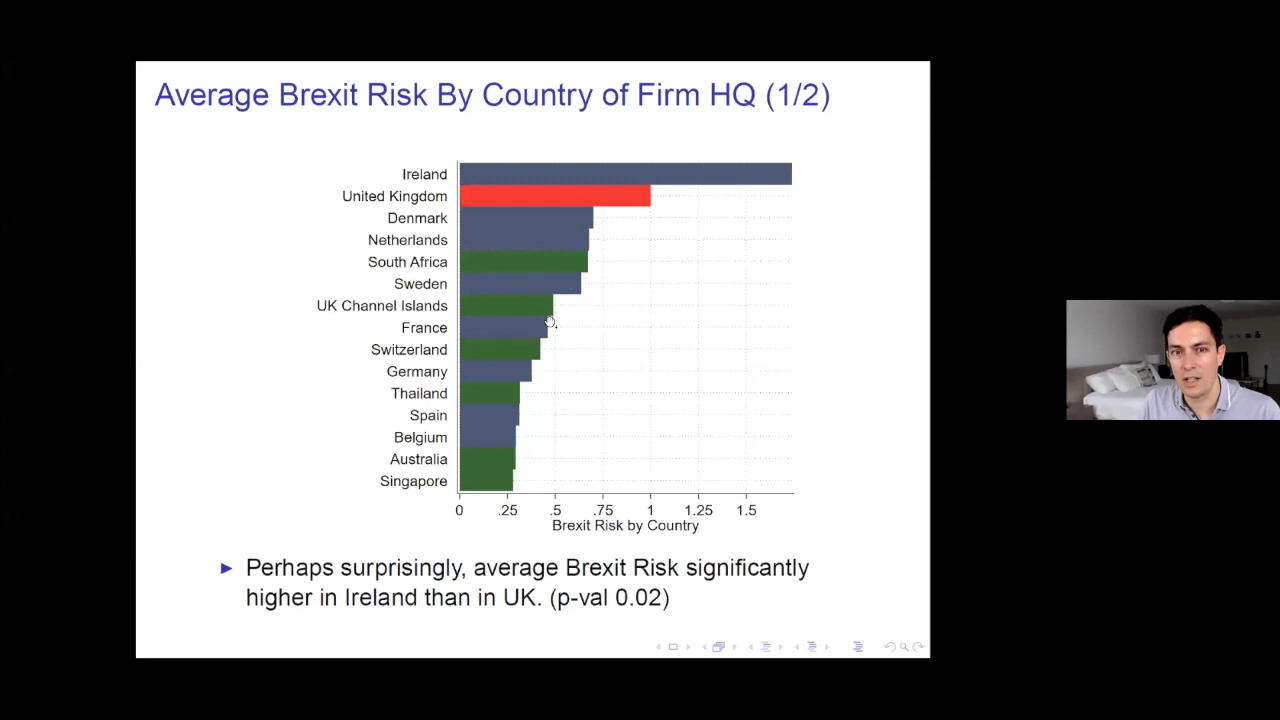 Average Brexit Risk By Country of Firm HQ (1/2)
Ireland
United Kingdom
Denmark
Netherlands
South Africa
Sweden
UK Channel Islands
France
Switzerland
Germany
Thailand
Spain
Belgium
Australia
Singapore
0 .25 .5 .75 1 1.25 1.5
Brexit Risk by Country
Perhaps surprisingly, average Brexit Risk significantly
higher in Ireland than in UK. (p-val 0.02)